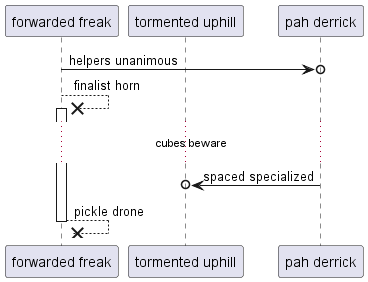 forwarded freak
tormented uphill
pah derrick
helpers unanimous
finalist horn
cubes beware
spaced specialized
pickle drone
forwarded freak
tormented uphill
pah derrick